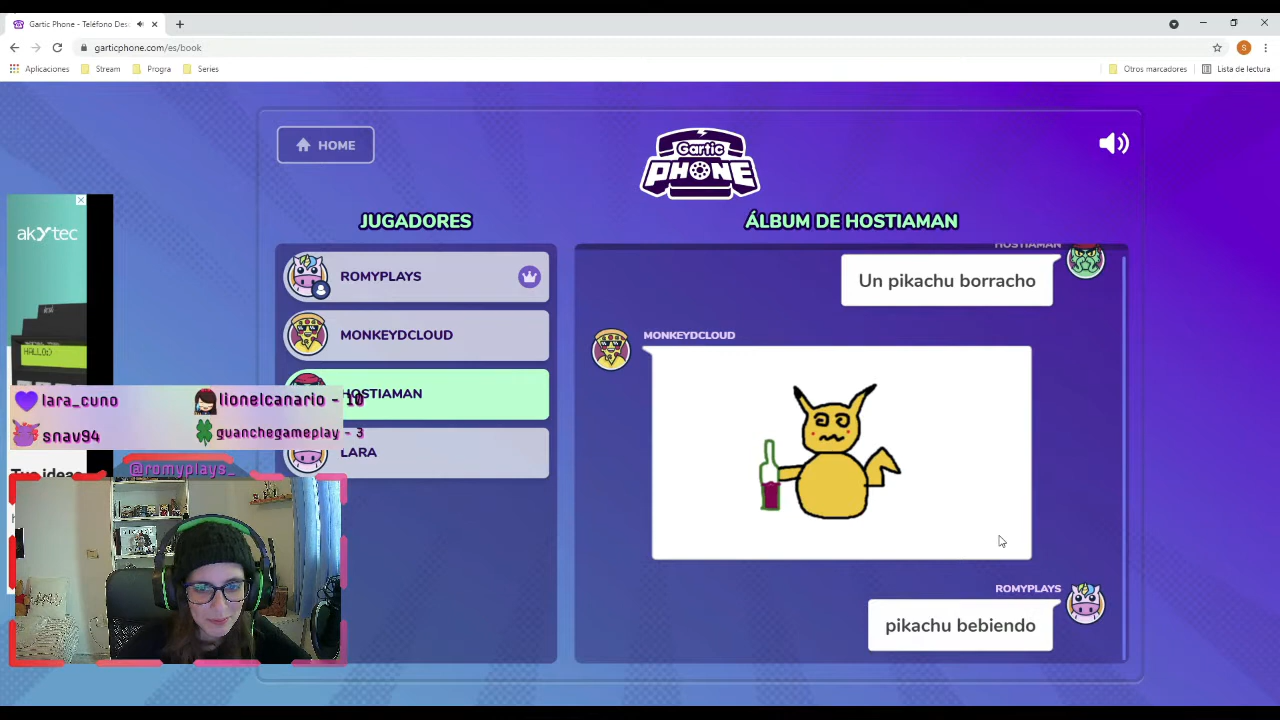 Gartic Phone - Teléfono Des
garticphone.com/es/book
Aplicaciones
Stream
Progra
Series
Otros marcadores
Lista de lectura
HOME
Gartic
PHONE
JUGADORES
ÁLBUM DE HOSTIAMAN
ROMYPLAYS
MONKEYDCLOUD
HOSTIAMAN
LARA
HOSTIAMAN
Un pikachu borracho
MONKEYDCLOUD
ROMYPLAYS
pikachu bebiendo
akYtec
HALLO:)
lara_cuno
lionelcanario - 10
snav94
guanchegameplay - 3
Tus ideas
@romyplays_
S